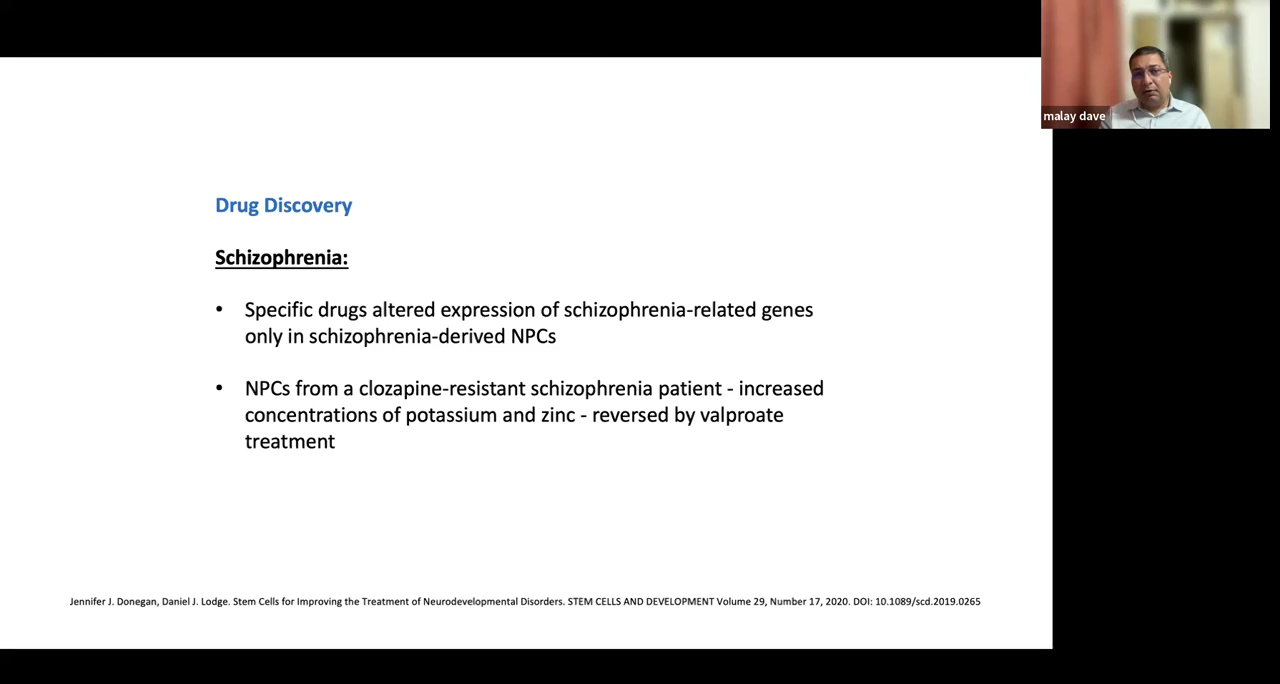 malay dave
Drug Discovery
Schizophrenia:
• Specific drugs altered expression of schizophrenia-related genes
only in schizophrenia-derived NPCs
• NPCs from a clozapine-resistant schizophrenia patient - increased
concentrations of potassium and zinc - reversed by valproate
treatment
Jennifer J. Donegan, Daniel J. Lodge. Stem Cells for Improving the Treatment of Neurodevelopmental Disorders. STEM CELLS AND DEVELOPMENT Volume 29, Number 17, 2020. DOI: 10.1089/scd.2019.0265